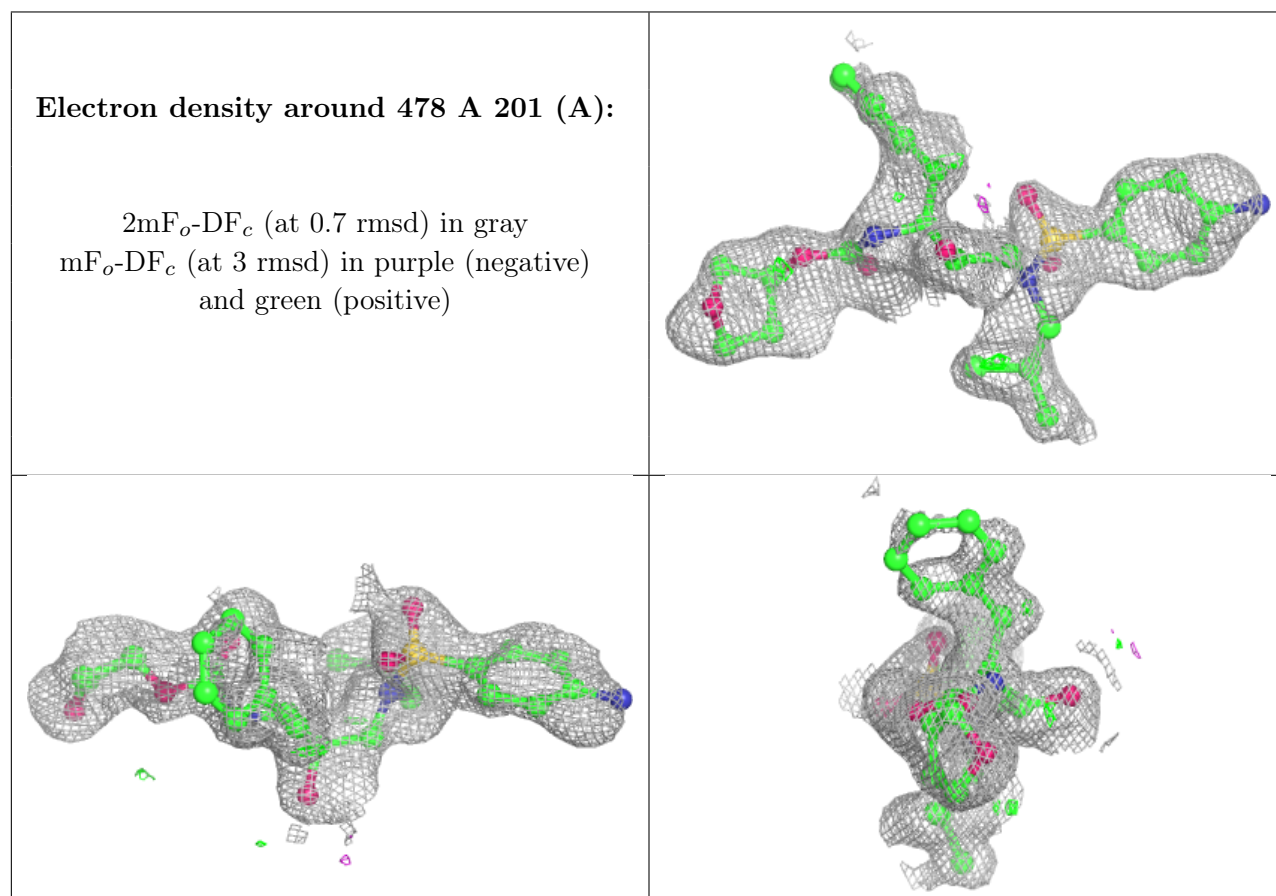 Electron density around 478 A 201 (A):
2mFo-DFc (at 0.7 rmsd) in gray
mFo-DFc (at 3 rmsd) in purple (negative)
and green (positive)